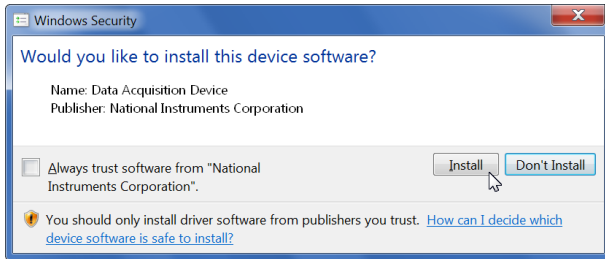 Windows Security
Would you like to install this device software?
Name: Data Acquisition Device
Publisher: National Instruments Corporation
Always trust software from "National
Instruments Corporation".
Install
Don't Install
You should only install driver software from publishers you trust. How can I decide which
device software is safe to install?